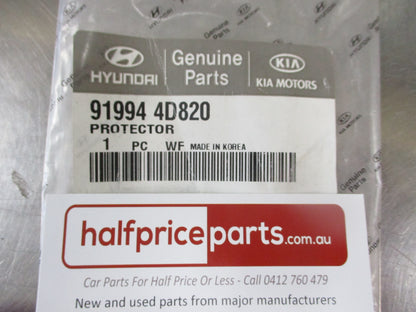 HYUNDAI
Genuine
Parts
KIA
KIA MOTORS
91994 4D820
PROTECTOR
1 PC WF MADE IN KOREA
halfpriceparts.com.au
Car Parts For Half Price Or Less - Call 0412 760 479
New and used parts from major manufacturers